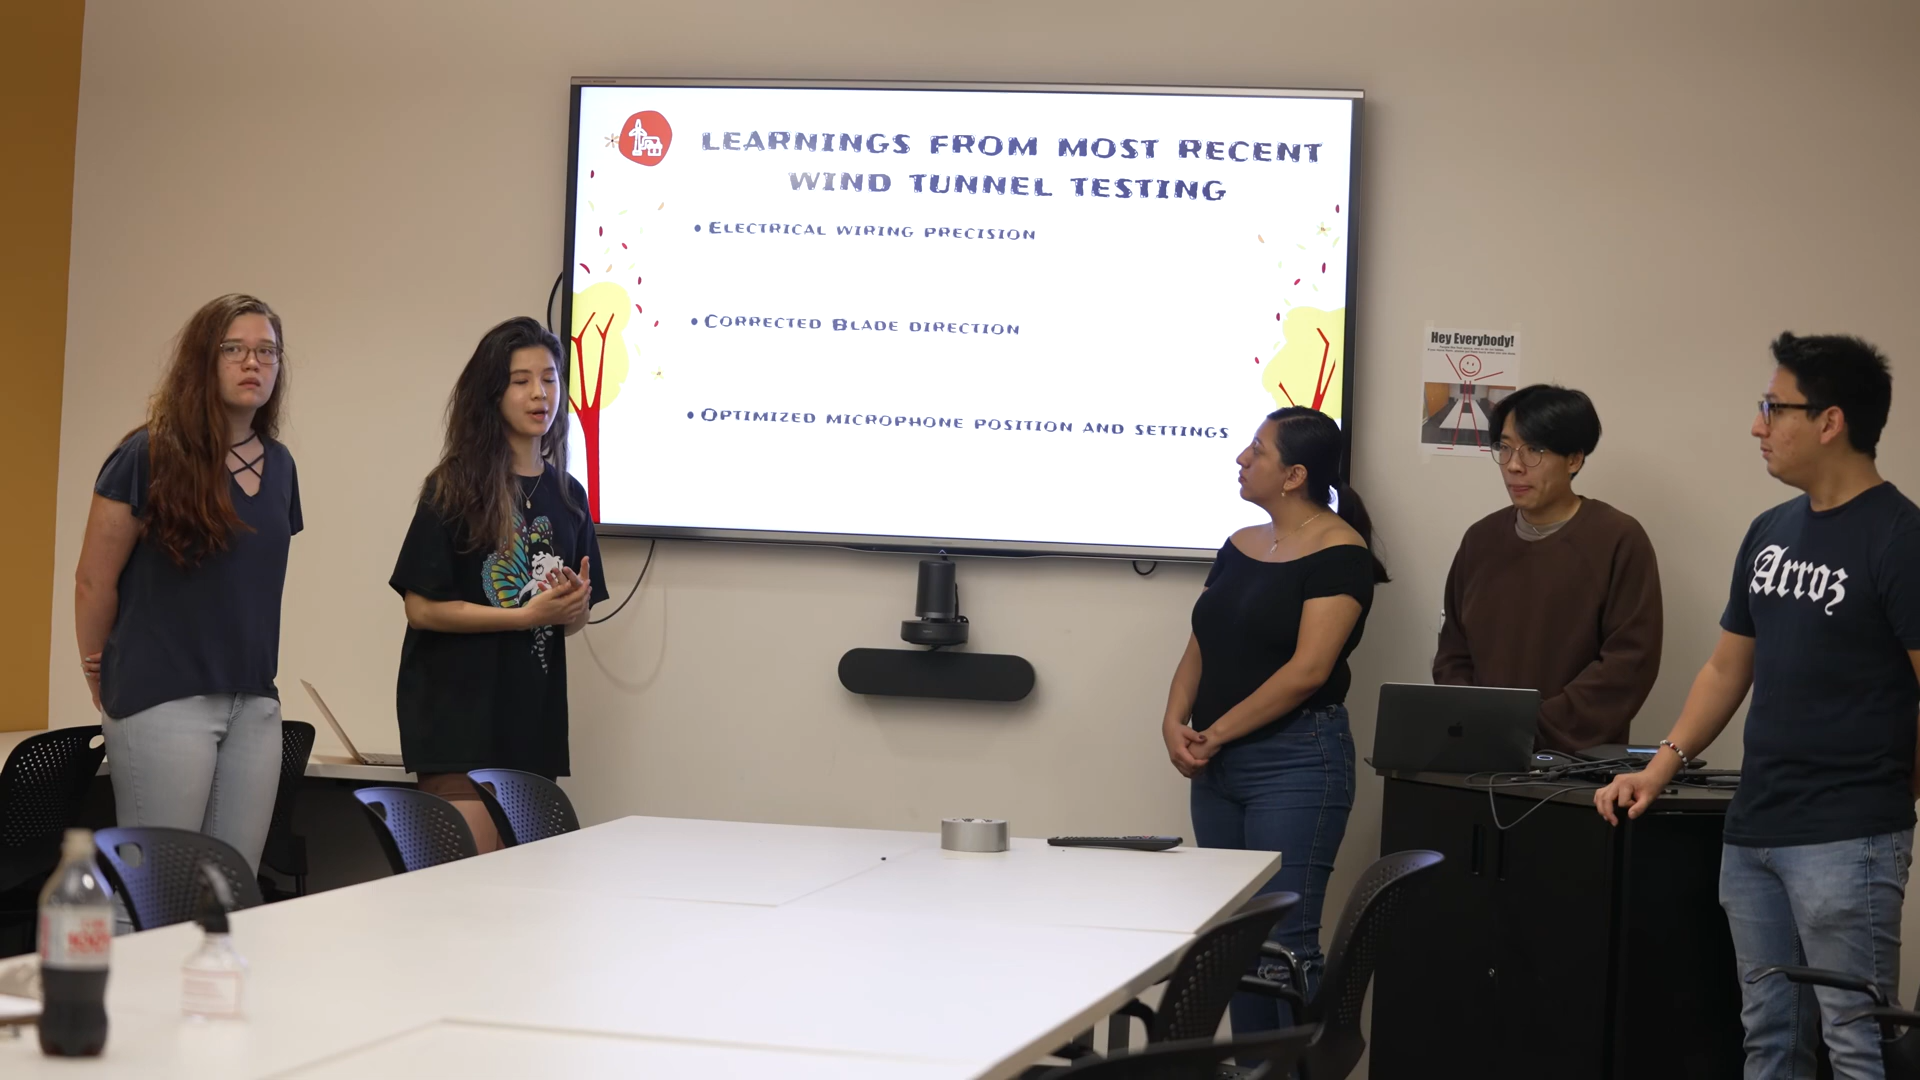 LEARNINGS FROM MOST RECENT
WIND TUNNEL TESTING
• ELECTRICAL WIRING PRECISION
• CORRECTED BLADE DIRECTION
• OPTIMIZED MICROPHONE POSITION AND SETTINGS
Hey Everybody!
Arroz